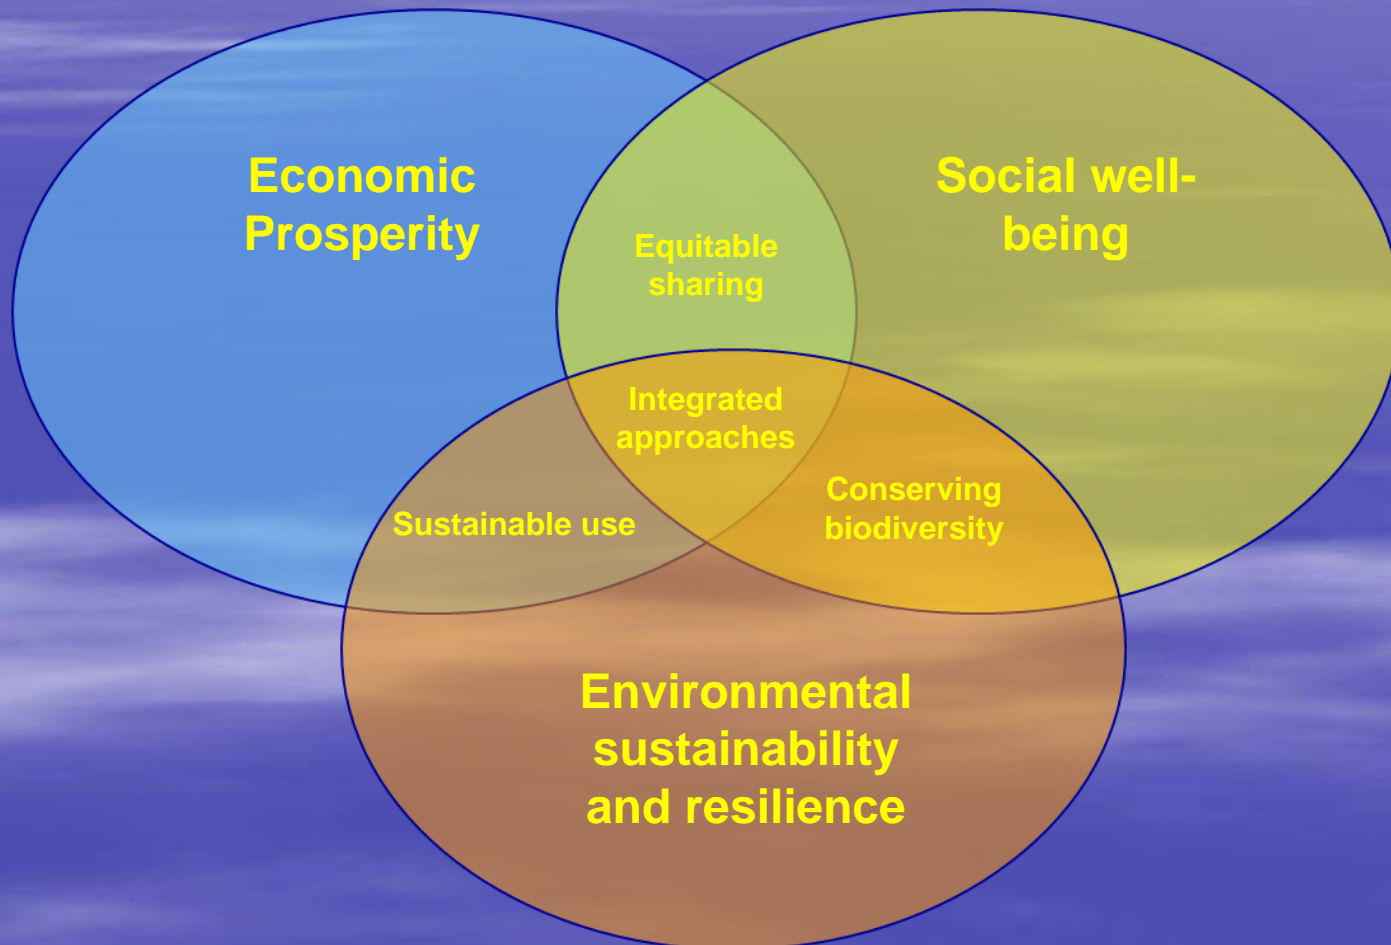 Economic
Prosperity
Social well-
being
Equitable
sharing
Integrated
approaches
Conserving
biodiversity
Sustainable use
Environmental
sustainability
and resilience